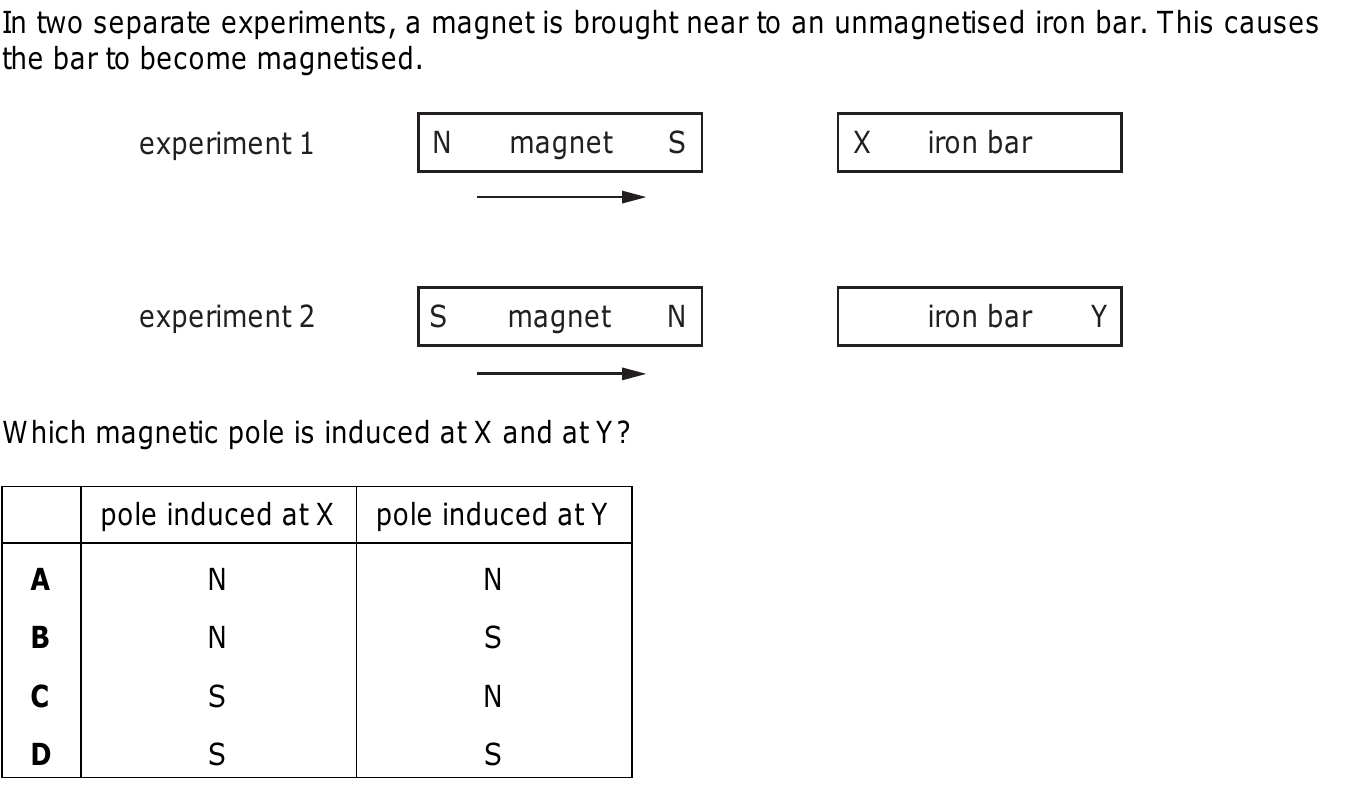 In two separate experiments, a magnet is brought near to an unmagnetised iron bar. This causes
the bar to become magnetised.
experiment 1 N magnet S X iron bar
experiment 2 S magnet N iron bar Y
Which magnetic pole is induced at X and at Y?
pole induced at X pole induced at Y
A N N
B N S
C S N
D S S